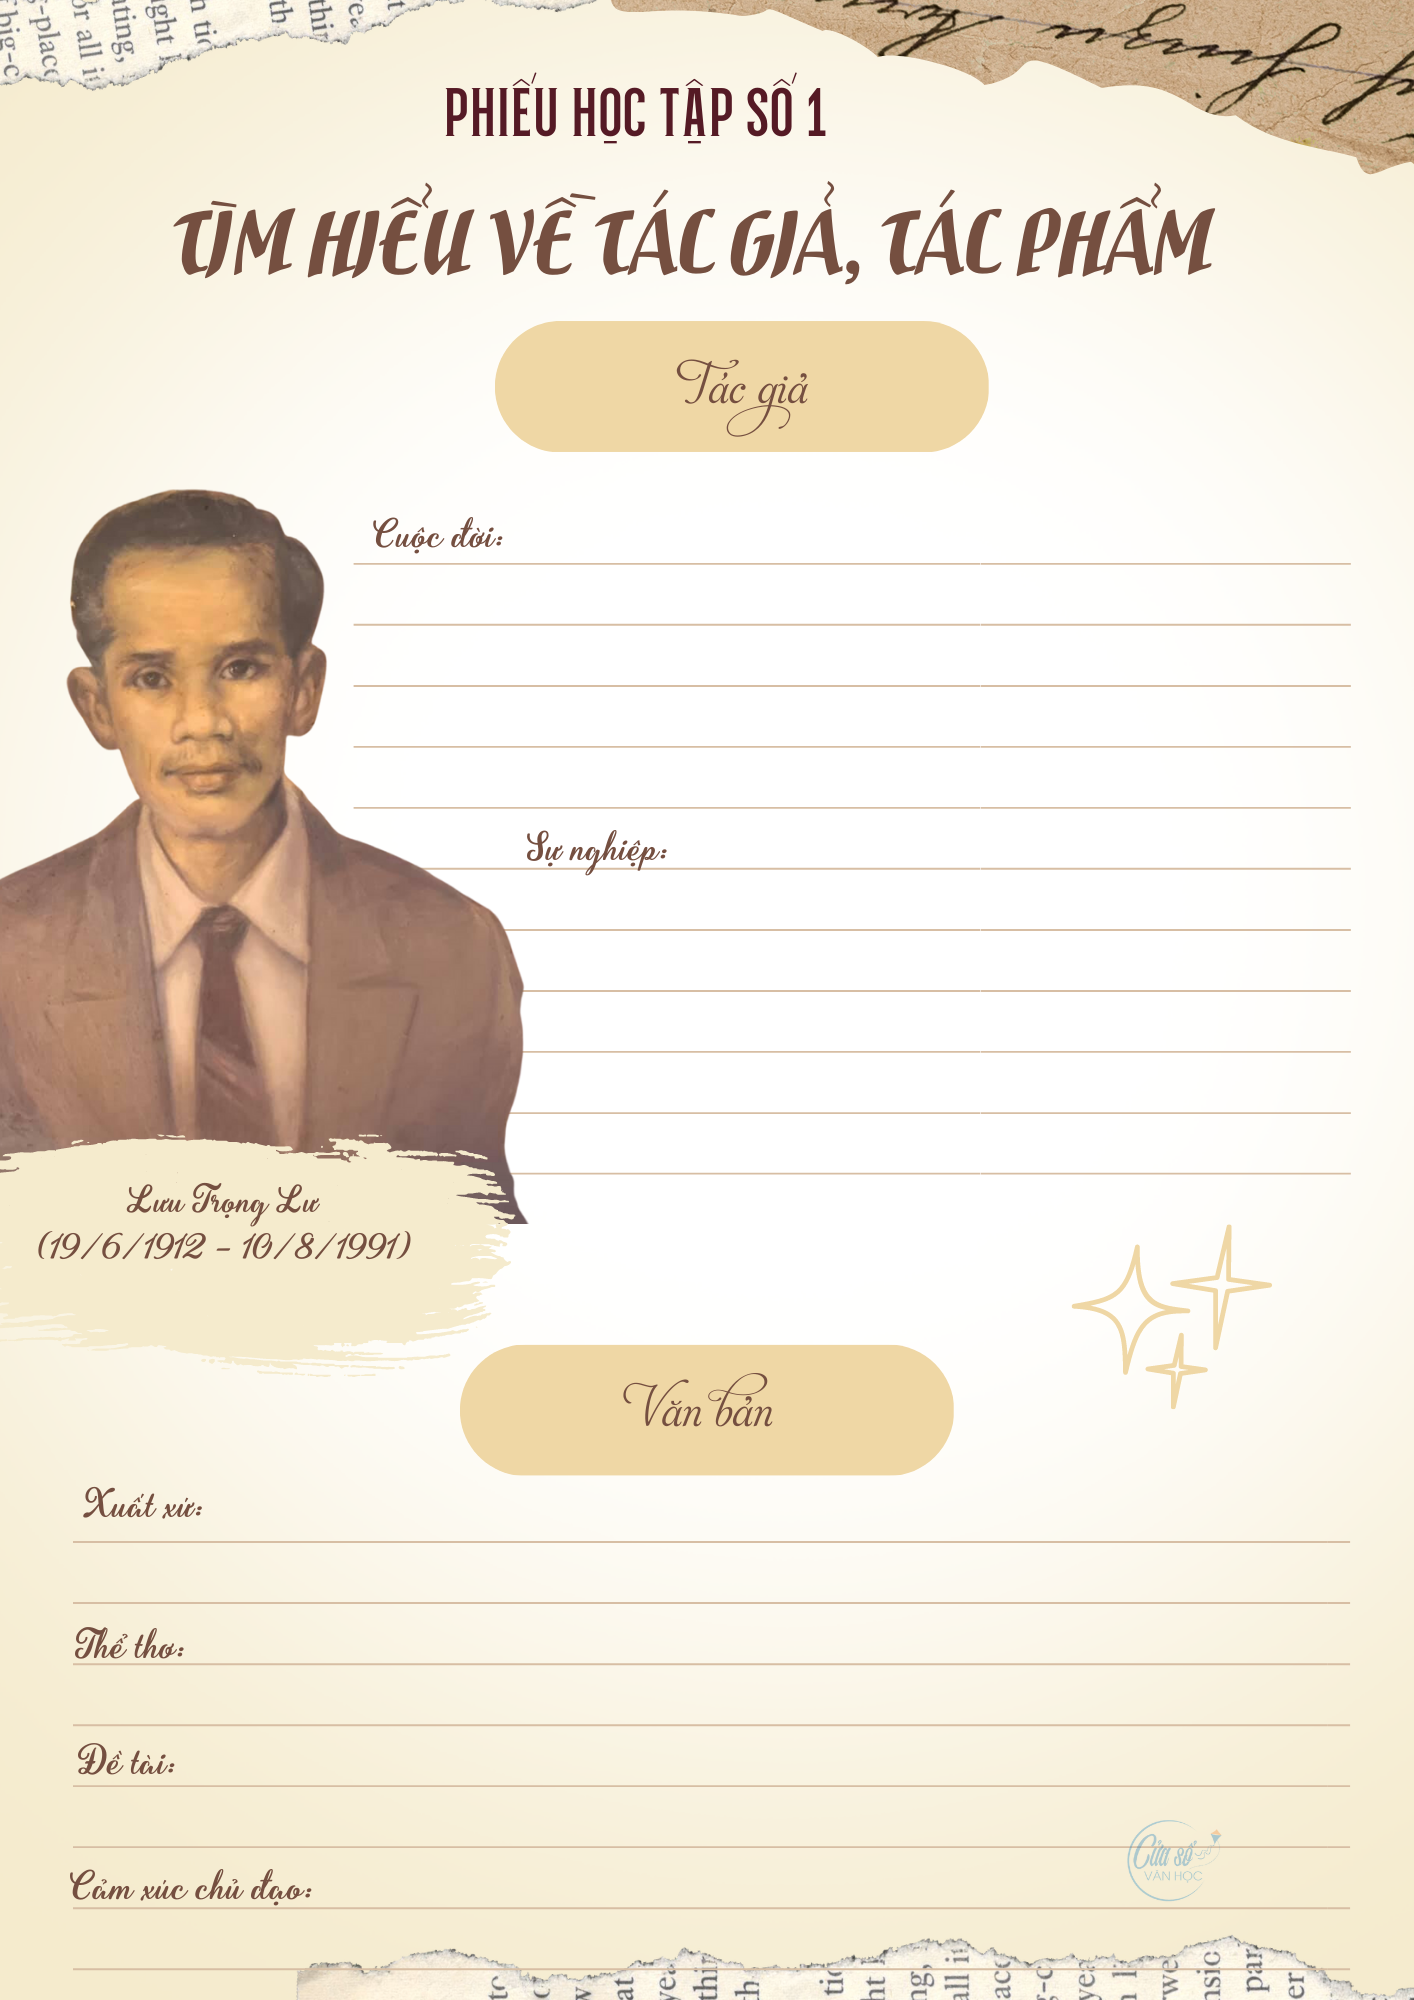 PHIẾU HỌC TẬP SỐ 1
TÌM HIỂU VỀ TÁC GIẢ, TÁC PHẨM
Tác giả
Cuộc đời:
Sự nghiệp:
Lưu Trọng Lư
(19/6/1912 - 10/8/1991)
Văn bản
Xuất xứ:
Thể thơ:
Đề tài:
Cảm xúc chủ đạo:
Cửa sổ
VĂN HỌC